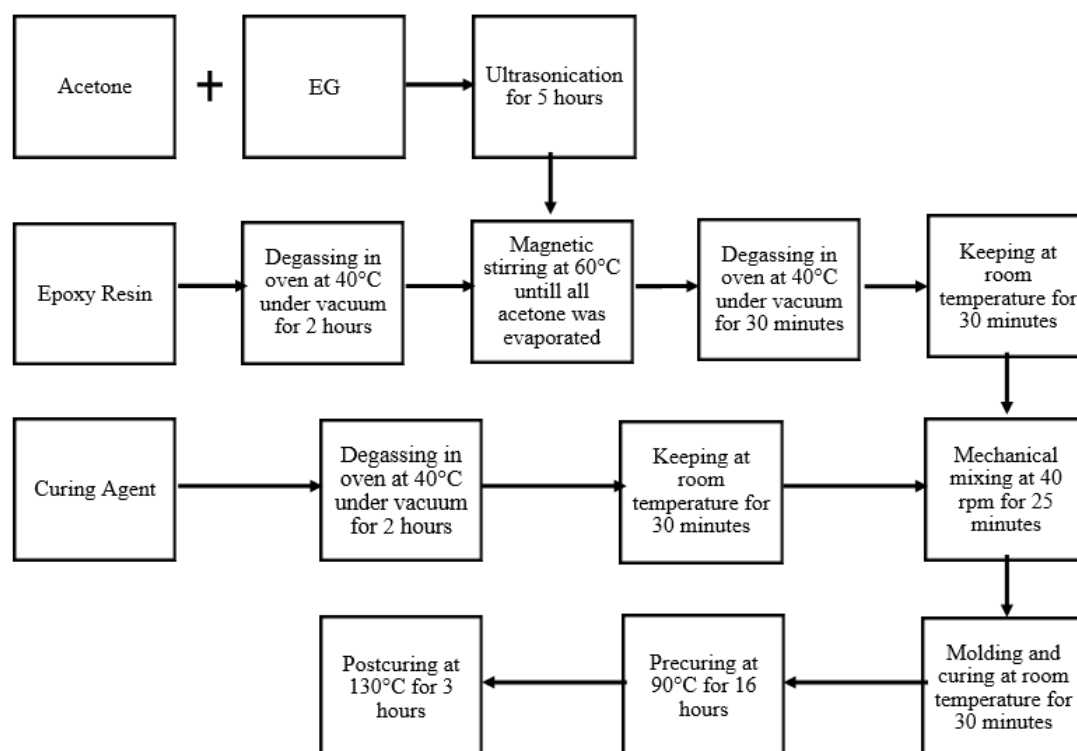 Acetone
+
EG
Ultrasonication
for 5 hours
Epoxy Resin
Degassing in
oven at 40°C
under vacuum
for 2 hours
Magnetic
stirring at 60°C
untill all
acetone was
evaporated
Degassing in
oven at 40°C
under vacuum
for 30 minutes
Keeping at
room
temperature for
30 minutes
Curing Agent
Degassing in
oven at 40°C
under vacuum
for 2 hours
Keeping at
room
temperature for
30 minutes
Mechanical
mixing at 40
rpm for 25
minutes
Postcuring at
130°C for 3
hours
Precuring at
90°C for 16
hours
Molding and
curing at room
temperature for
30 minutes